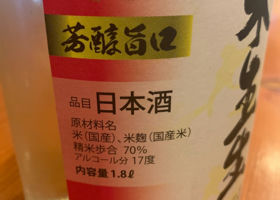 芳醇旨口
品目 日本酒
原材料名
米(国産)、米麹(国産米)
精米歩合 70%
アルコール分 17度
内容量 1.8ℓ